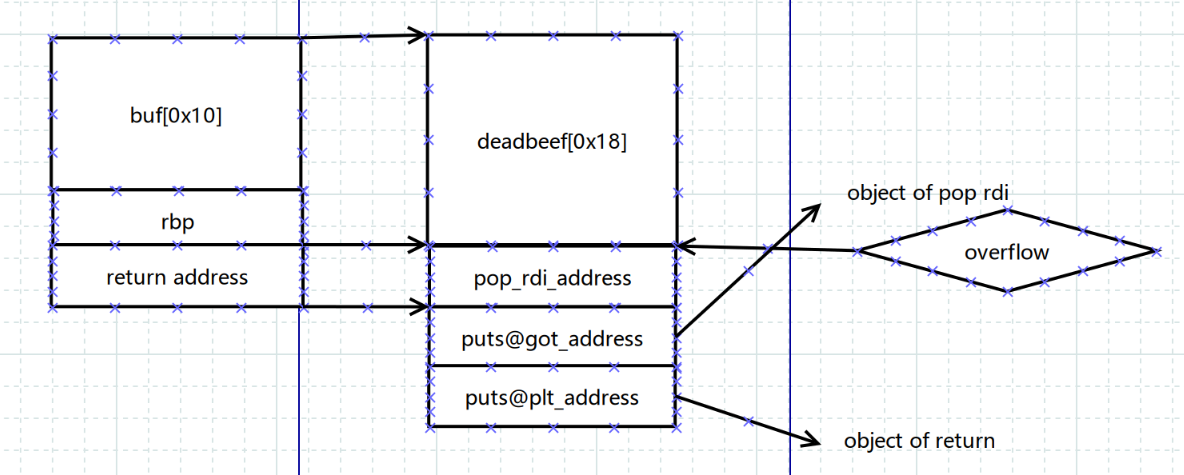 buf[0x10]
rbp
return address
deadbeef[0x18]
pop_rdi_address
puts@got_address
puts@plt_address
object of pop rdi
overflow
object of return